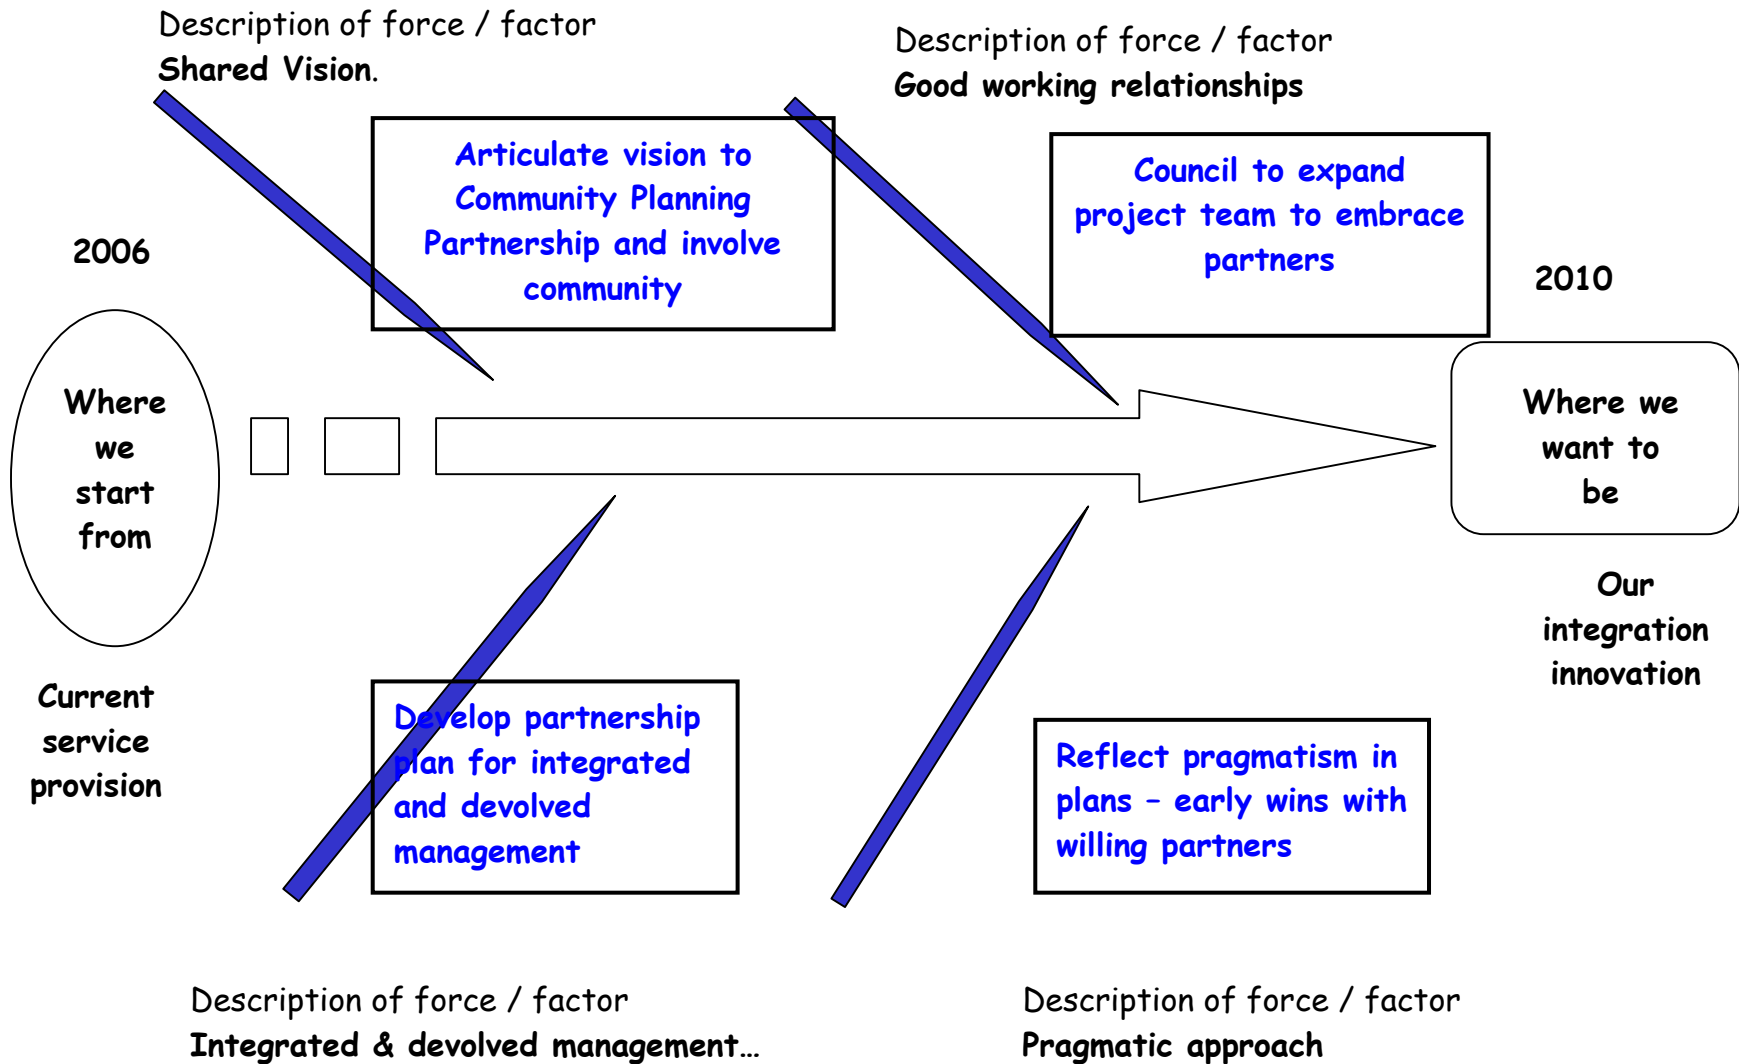 Description of force / factor
Shared Vision.
Description of force / factor
Good working relationships
Articulate vision to
Community Planning
Partnership and involve
community
Council to expand
project team to embrace
partners
2006
2010
Where
we
start
from
Where we
want to
be
Current
service
provision
Our
integration
innovation
Develop partnership
plan for integrated
and devolved
management
Reflect pragmatism in
plans – early wins with
willing partners
Description of force / factor
Integrated & devolved management…
Description of force / factor
Pragmatic approach